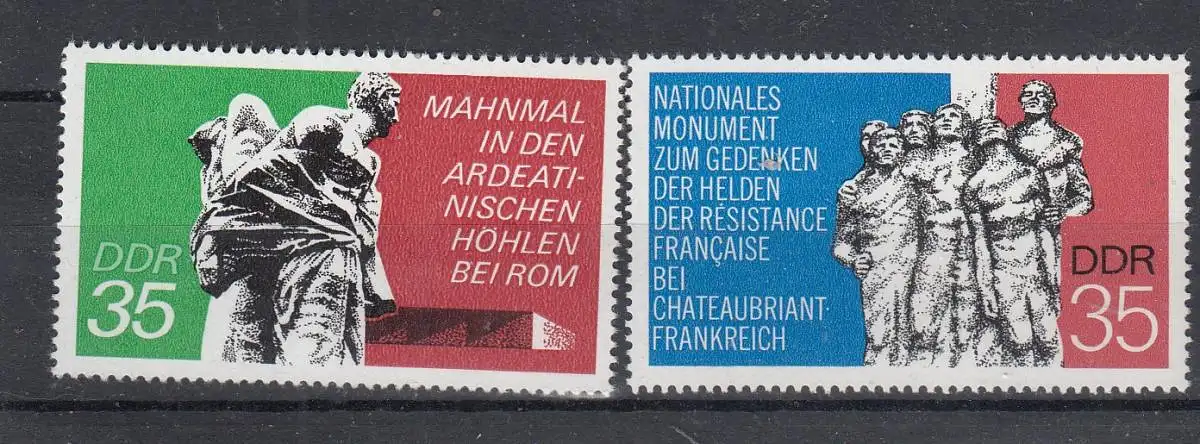 MAHNMAL
IN DEN
ARDEATI-
NISCHEN
HÖHLEN
BEI ROM
DDR
35
NATIONALES
MONUMENT
ZUM GEDENKEN
DER HELDEN
DER RÉSISTANCE
FRANÇAISE
BEI
CHATEAUBRIANT-
FRANKREICH
DDR
35